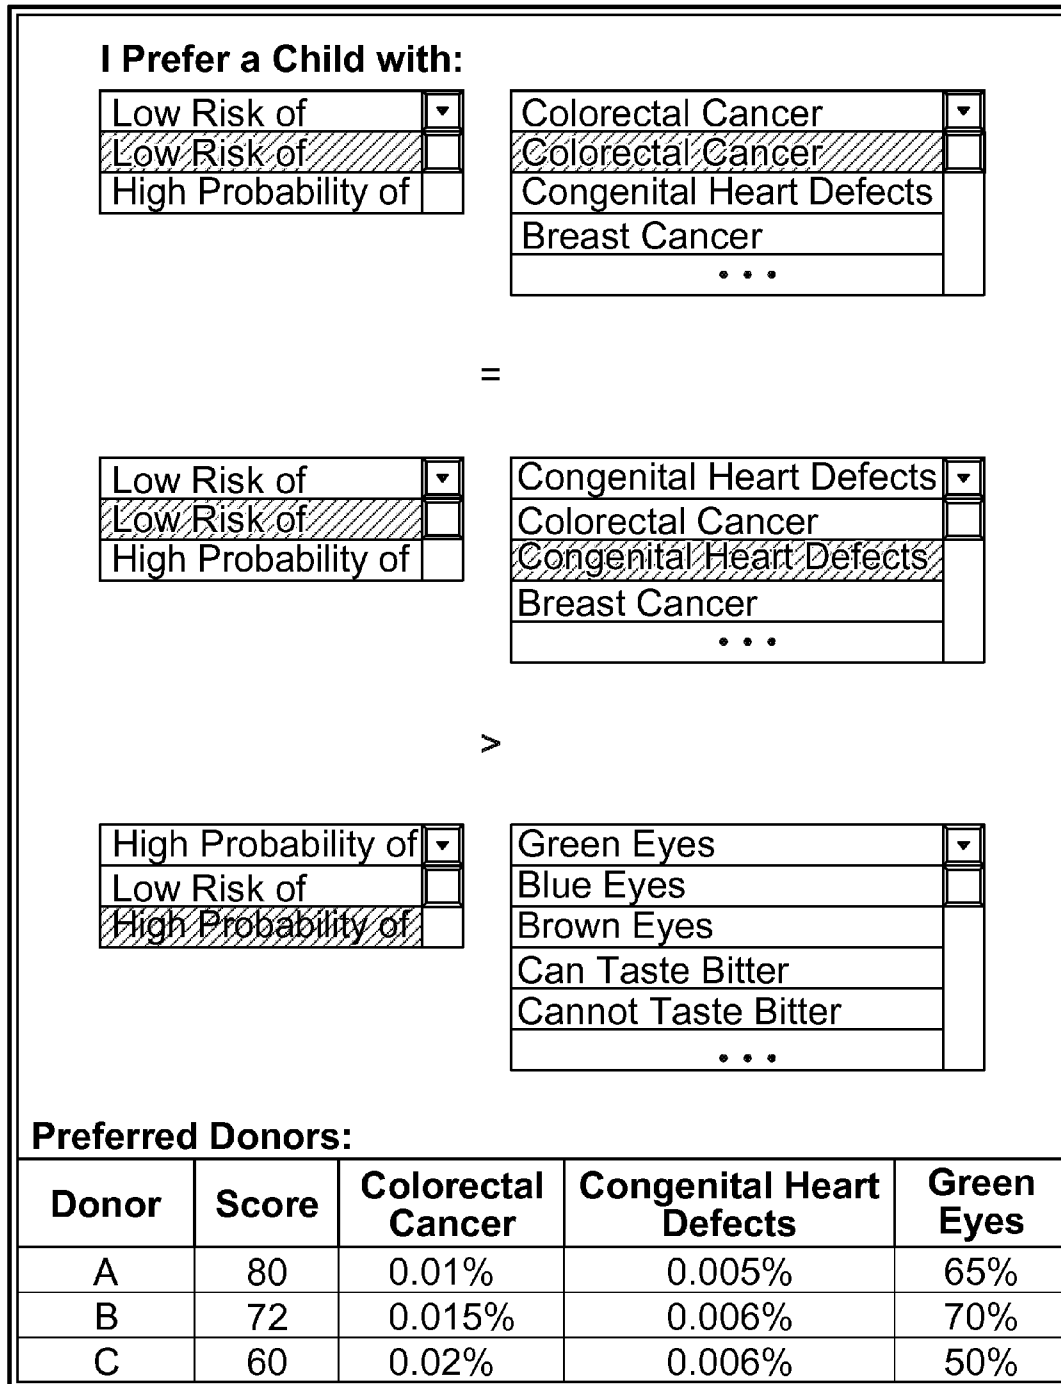 I Prefer a Child with:
Low Risk of Colorectal Cancer
Low Risk of Colorectal Cancer
High Probability of Congenital Heart Defects
Breast Cancer
• • •
=
Low Risk of Congenital Heart Defects
Low Risk of Colorectal Cancer
High Probability of Congenital Heart Defects
Breast Cancer
• • •
>
High Probability of Green Eyes
Low Risk of Blue Eyes
High Probability of Brown Eyes
Can Taste Bitter
Cannot Taste Bitter
• • •
Preferred Donors:
Donor Score Colorectal Cancer Congenital Heart Defects Green Eyes
A 80 0.01% 0.005% 65%
B 72 0.015% 0.006% 70%
C 60 0.02% 0.006% 50%